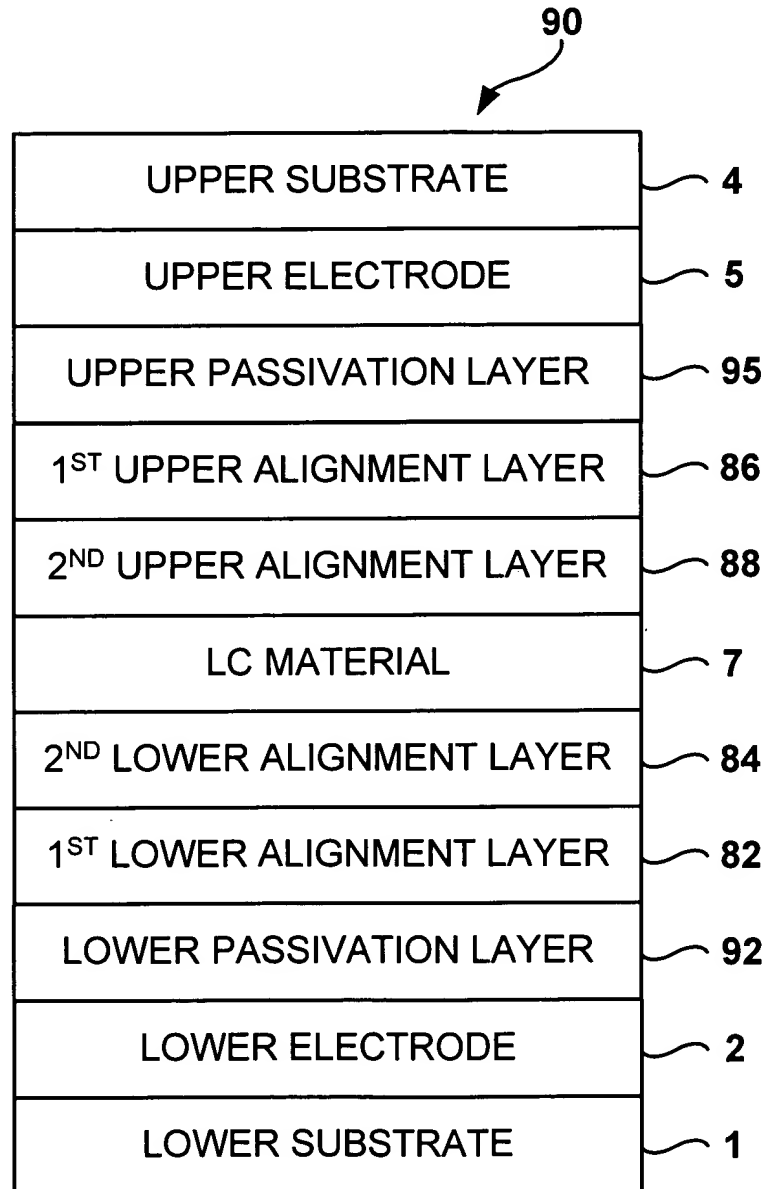 90
UPPER SUBSTRATE 4
UPPER ELECTRODE 5
UPPER PASSIVATION LAYER 95
1ST UPPER ALIGNMENT LAYER 86
2ND UPPER ALIGNMENT LAYER 88
LC MATERIAL 7
2ND LOWER ALIGNMENT LAYER 84
1ST LOWER ALIGNMENT LAYER 82
LOWER PASSIVATION LAYER 92
LOWER ELECTRODE 2
LOWER SUBSTRATE 1